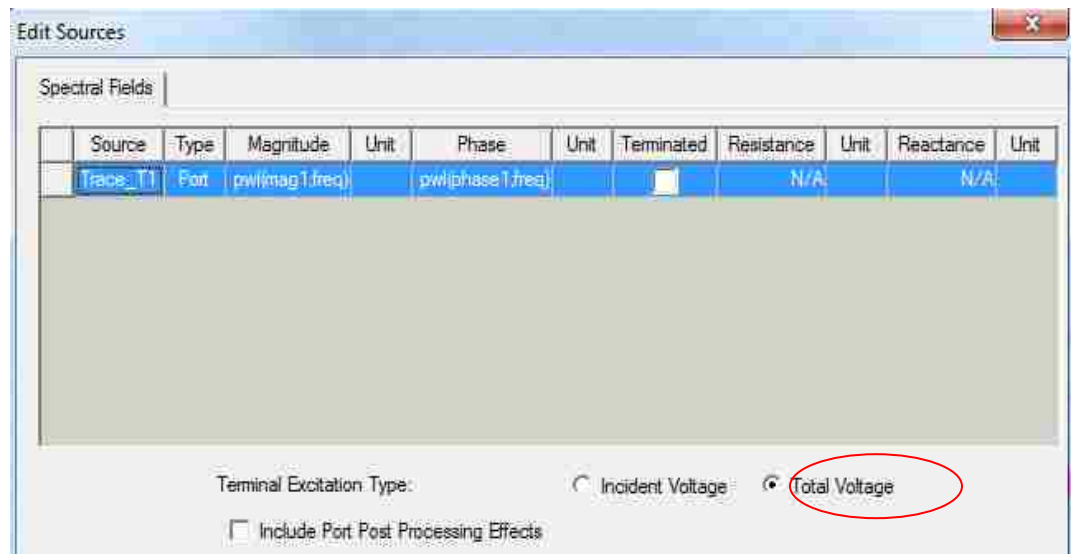 Edit Sources
Spectral Fields
Source Type Magnitude Unit Phase Unit Terminated Resistance Unit Reactance Unit
Trace_T1 Port pwl(mag1,freq) pwl(phase1,freq) N/A N/A
Terminal Excitation Type: Incident Voltage Total Voltage
Include Port Post Processing Effects